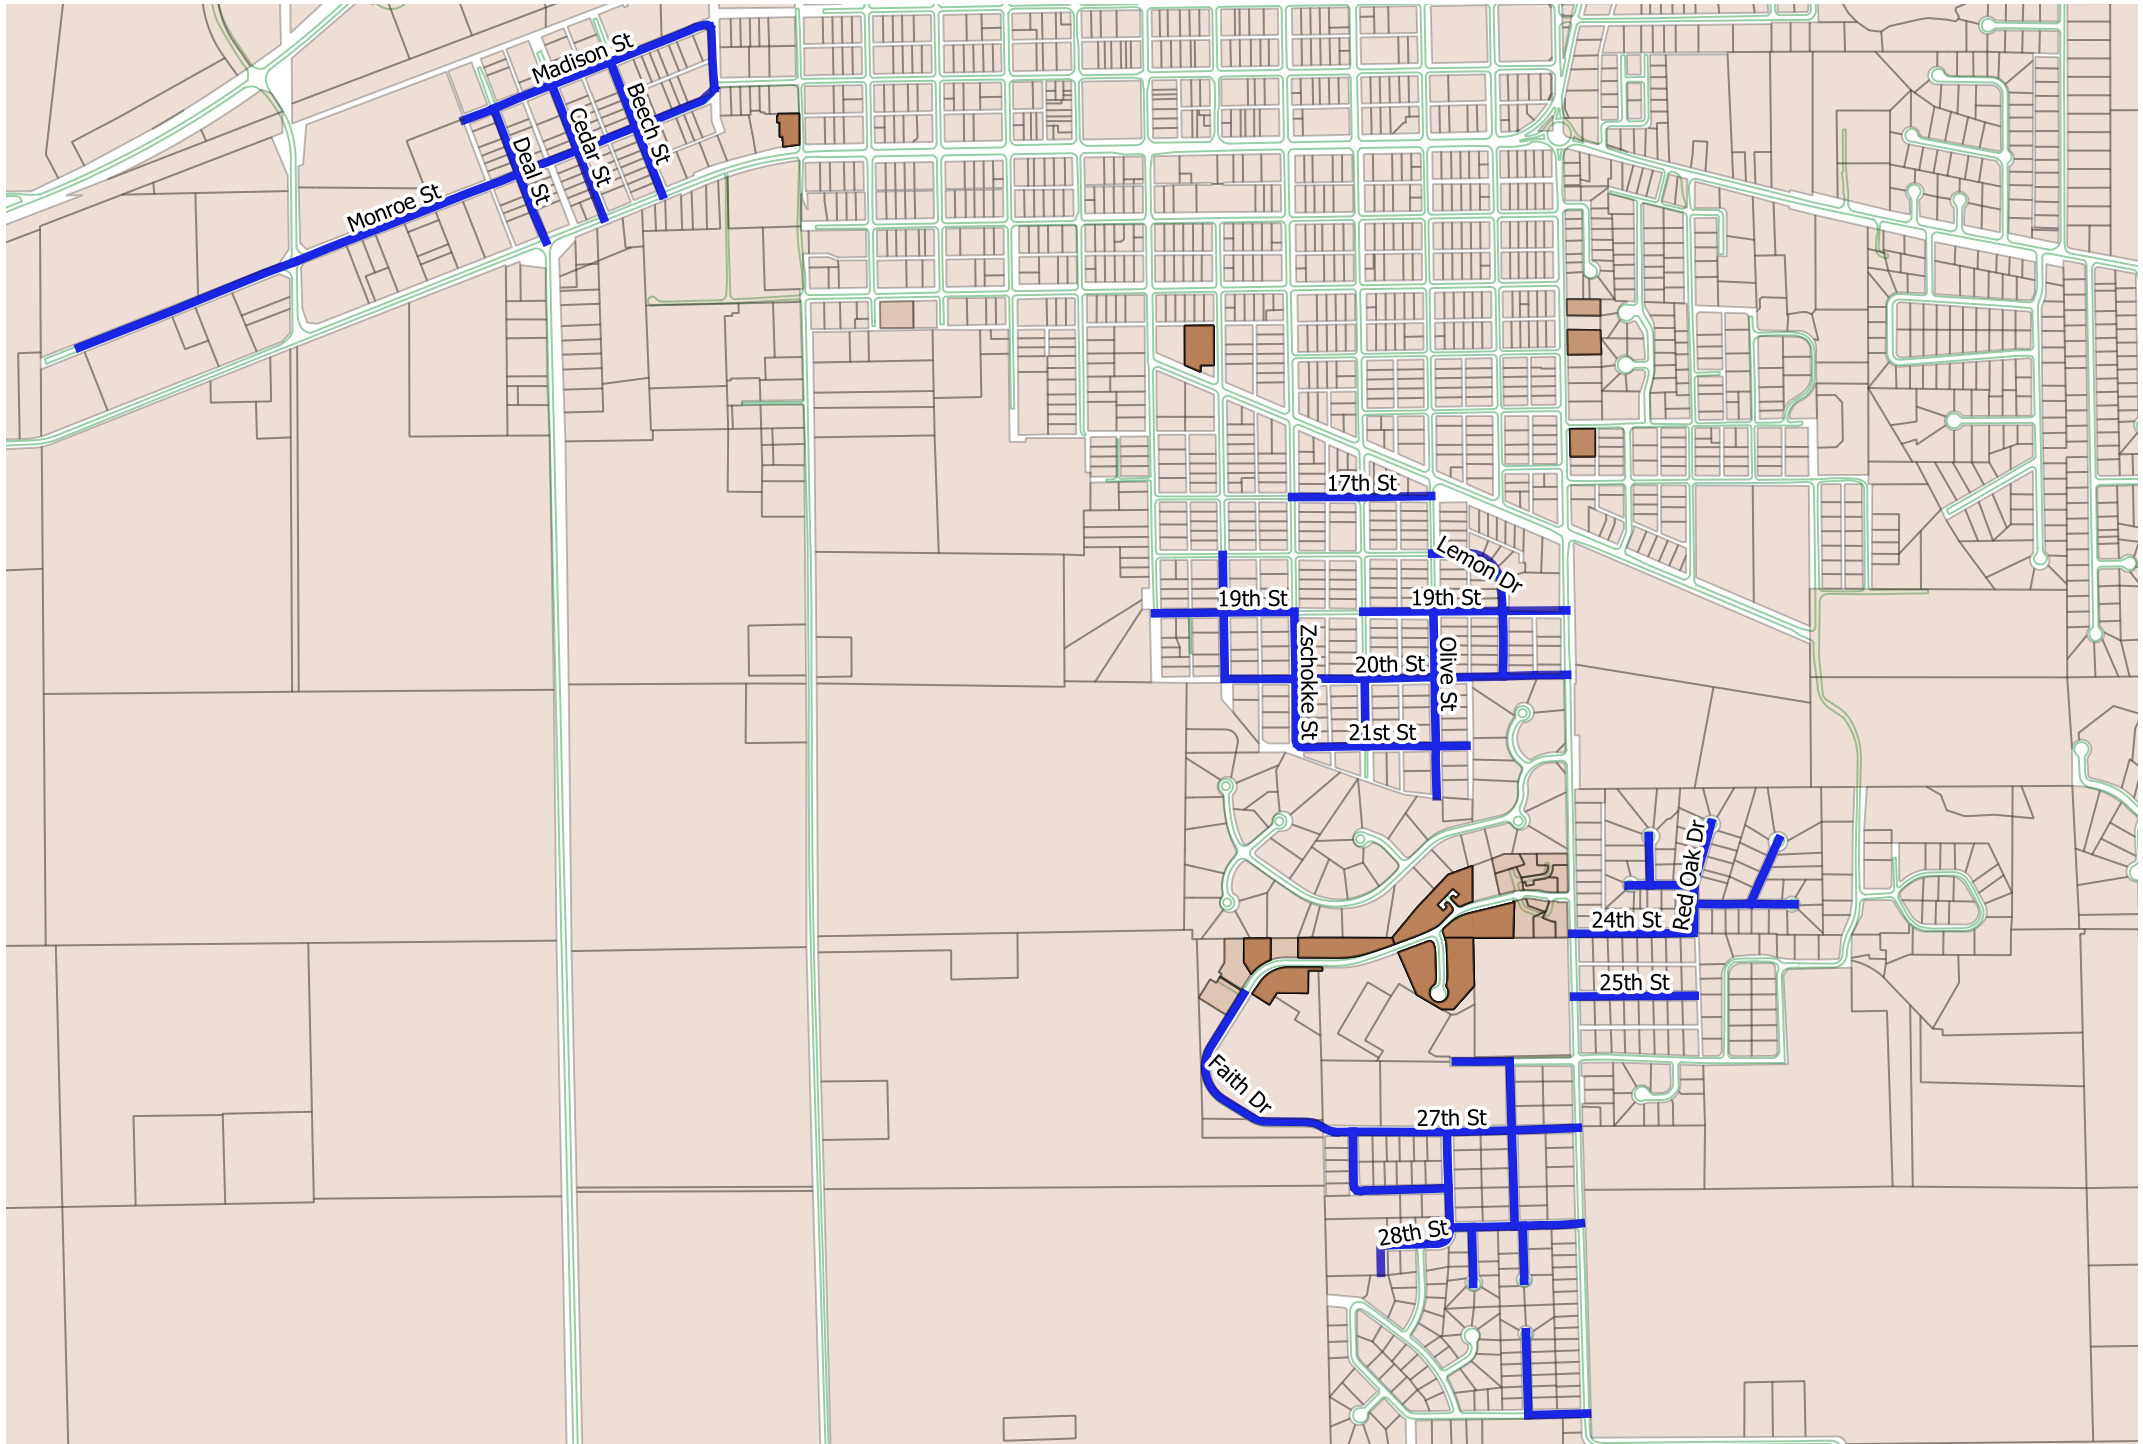 Madison St
Beech St
Cedar St
Deal St
Monroe St
17th St
Lemon Dr
19th St
19th St
Zschokke St
Olive St
20th St
21st St
Red Oak Dr
24th St
25th St
Faith Dr
27th St
28th St